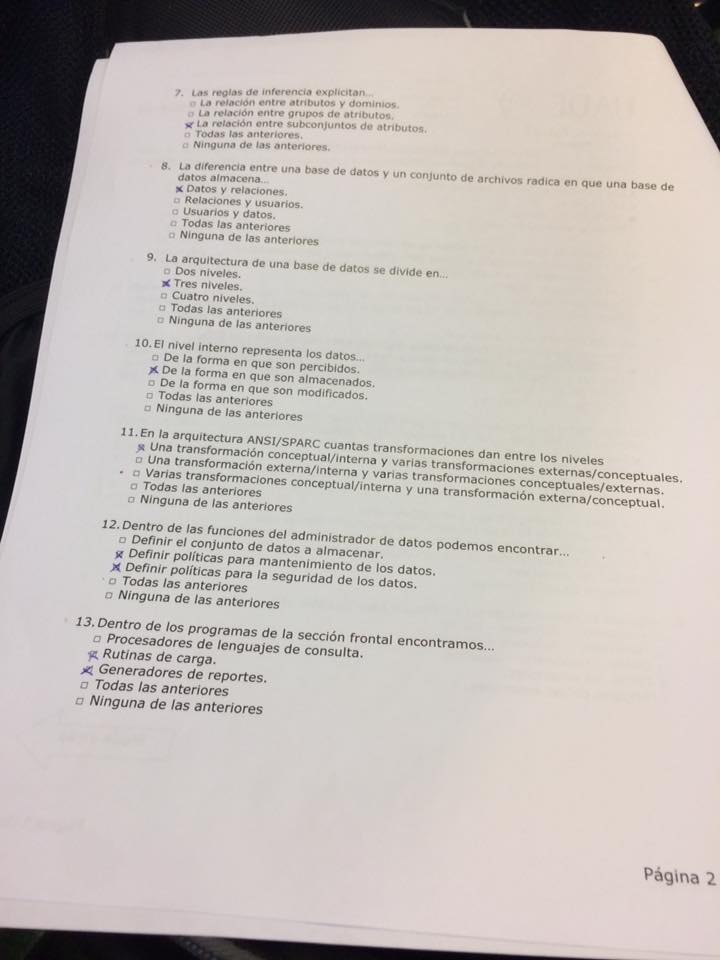 7. Las reglas de inferencia explicitan...
□ La relación entre atributos y dominios.
□ La relación entre grupos de atributos.
☒ La relación entre subconjuntos de atributos.
□ Todas las anteriores.
□ Ninguna de las anteriores.
8. La diferencia entre una base de datos y un conjunto de archivos radica en que una base de
datos almacena...
☒ Datos y relaciones.
□ Relaciones y usuarios.
□ Usuarios y datos.
□ Todas las anteriores
□ Ninguna de las anteriores
9. La arquitectura de una base de datos se divide en...
□ Dos niveles.
☒ Tres niveles.
□ Cuatro niveles.
□ Todas las anteriores
□ Ninguna de las anteriores
10. El nivel interno representa los datos...
□ De la forma en que son percibidos.
☒ De la forma en que son almacenados.
□ De la forma en que son modificados.
□ Todas las anteriores
□ Ninguna de las anteriores
11. En la arquitectura ANSI/SPARC cuantas transformaciones dan entre los niveles
☒ Una transformación conceptual/interna y varias transformaciones externas/conceptuales.
□ Una transformación externa/interna y varias transformaciones conceptuales/externas.
□ Varias transformaciones conceptual/interna y una transformación externa/conceptual.
□ Todas las anteriores
□ Ninguna de las anteriores
12. Dentro de las funciones del administrador de datos podemos encontrar...
□ Definir el conjunto de datos a almacenar.
☒ Definir políticas para mantenimiento de los datos.
☒ Definir políticas para la seguridad de los datos.
□ Todas las anteriores
□ Ninguna de las anteriores
13. Dentro de los programas de la sección frontal encontramos...
□ Procesadores de lenguajes de consulta.
☒ Rutinas de carga.
☒ Generadores de reportes.
□ Todas las anteriores
□ Ninguna de las anteriores
Página 2